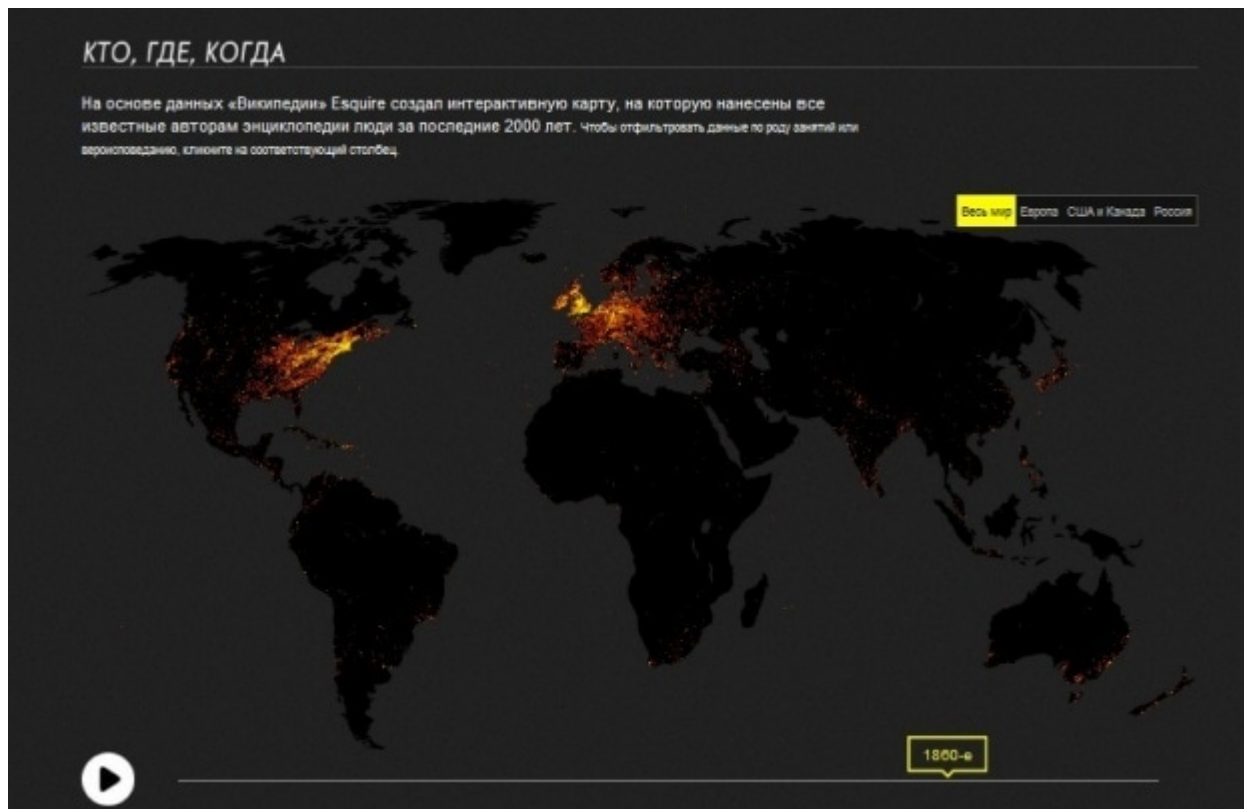 КТО, ГДЕ, КОГДА
На основе данных «Википедии» Esquire создал интерактивную карту, на которую нанесены все
известные авторам энциклопедии люди за последние 2000 лет. Чтобы отфильтровать данные по роду занятий или
вероисповеданию, кликните на соответствующий столбец.
Весь мир Европа США и Канада Россия
1860-е